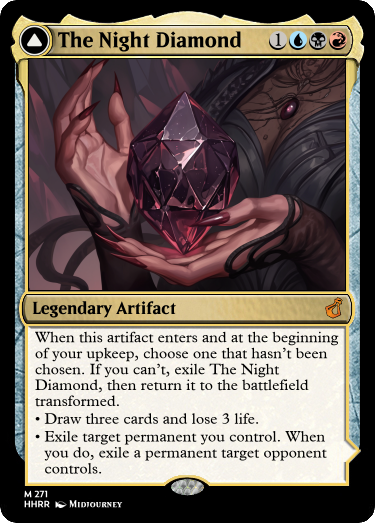 The Night Diamond 1
Legendary Artifact
When this artifact enters and at the beginning
of your upkeep, choose one that hasn't been
chosen. If you can't, exile The Night
Diamond, then return it to the battlefield
transformed.
• Draw three cards and lose 3 life.
• Exile target permanent you control. When
you do, exile a permanent target opponent
controls.
M 271
HHRR Midjourney